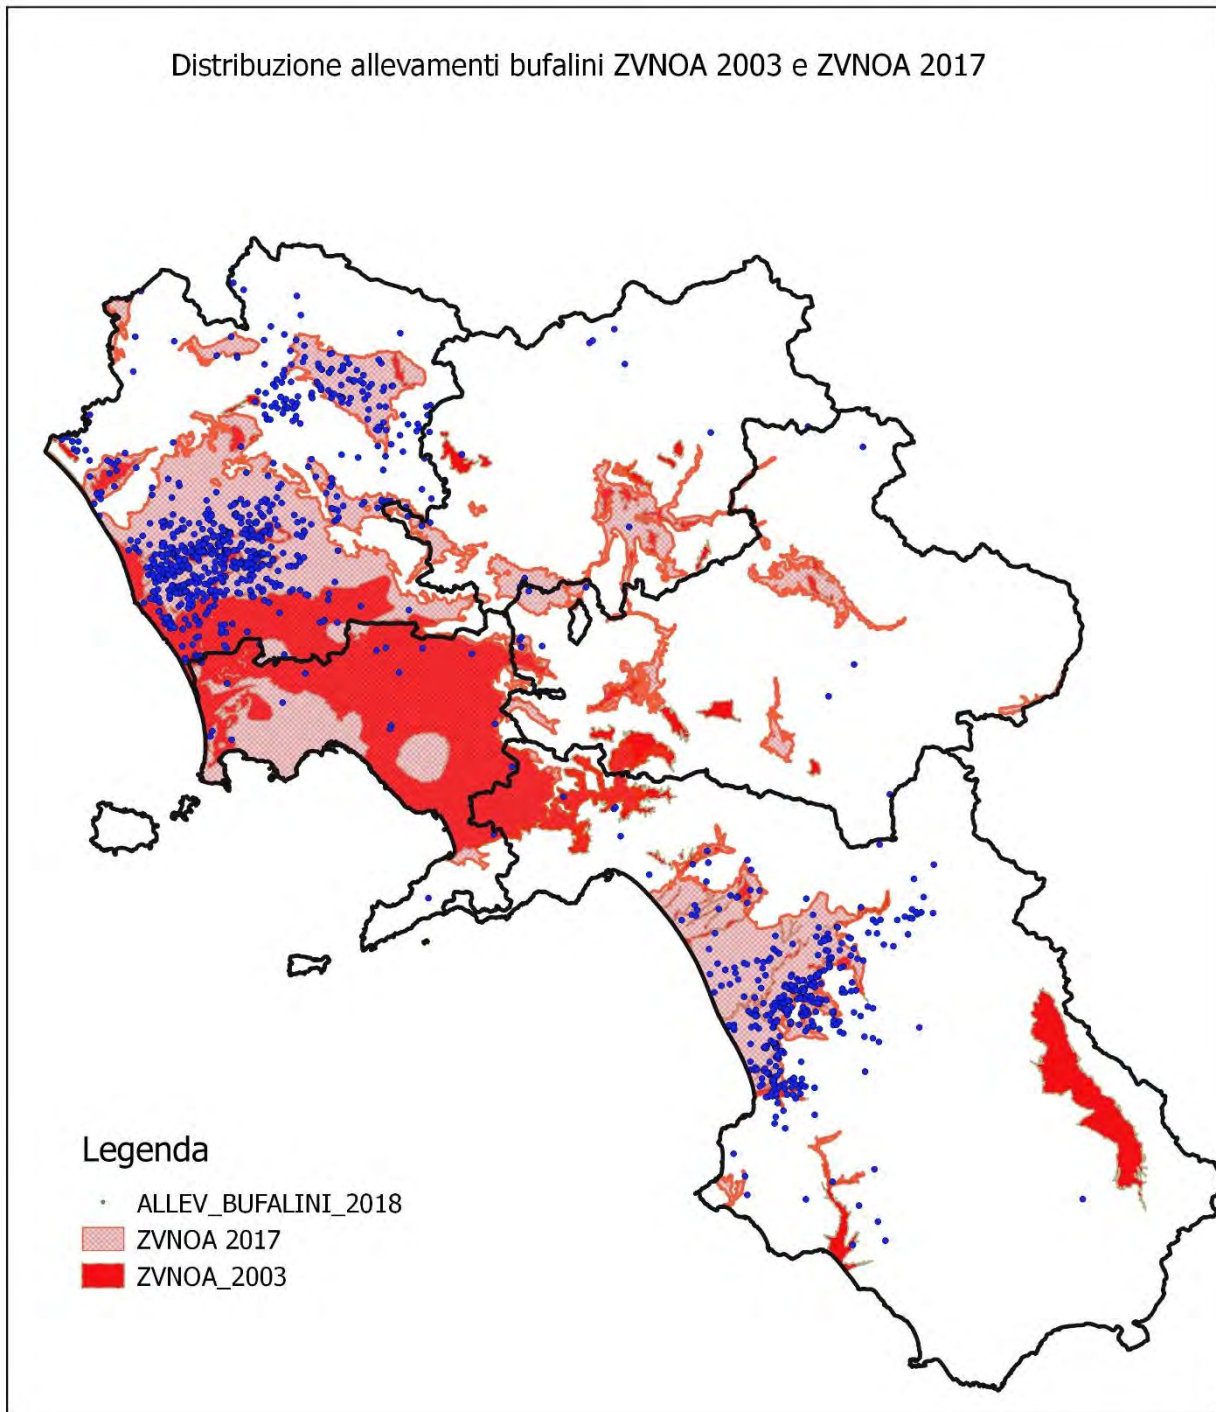 Distribuzione allevamenti bufalini ZVNOA 2003 e ZVNOA 2017
Legenda
ALLEV_BUFALINI_2018
ZVNOA 2017
ZVNOA_2003